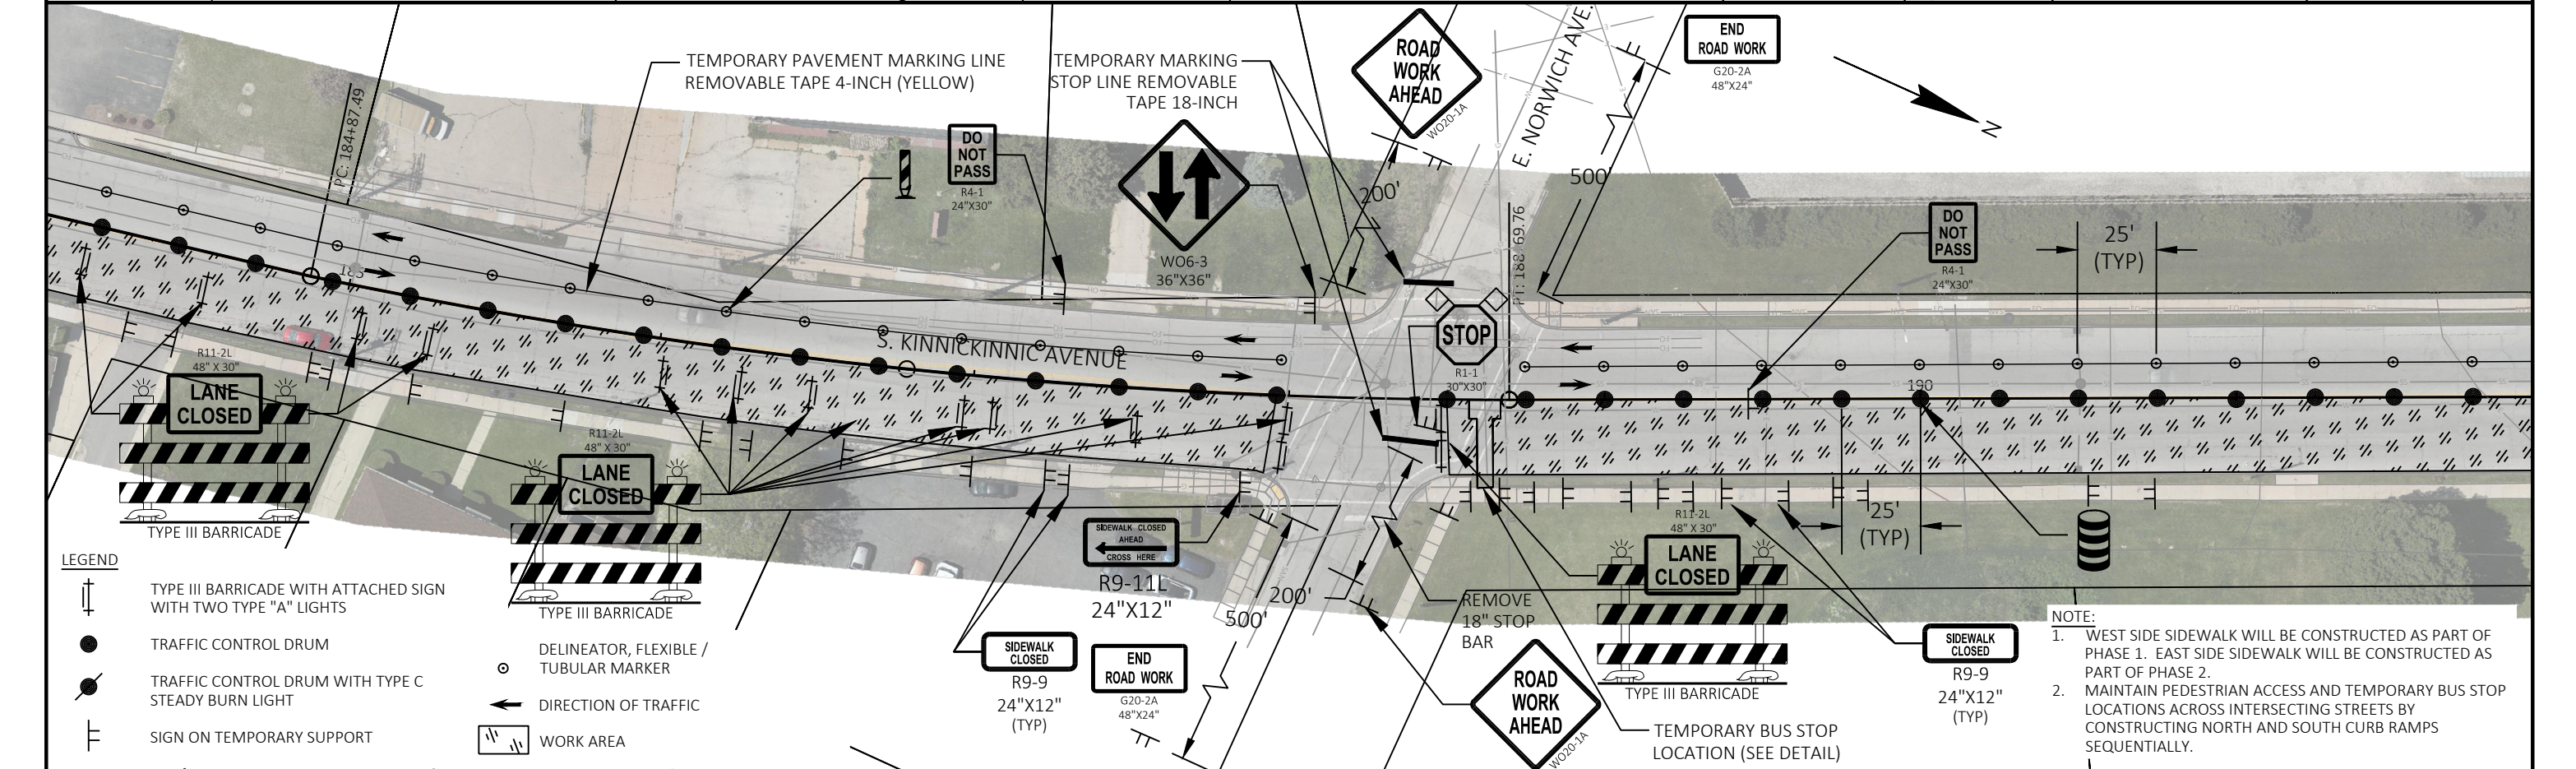 TEMPORARY PAVEMENT MARKING LINE
REMOVABLE TAPE 4-INCH (YELLOW)
TEMPORARY MARKING
STOP LINE REMOVABLE
TAPE 18-INCH
ROAD
WORK
AHEAD
WO20-1A
END
ROAD WORK
G20-2A
48"X24"
E. NORWICH AVE.
N
PC: 184+87.49
DO
NOT
PASS
R4-1
24"X30"
WO6-3
36"X36"
200'
500'
DO
NOT
PASS
R4-1
24"X30"
25'
(TYP)
185
S. KINNICKINNIC AVENUE
STOP
R1-1
30"X30"
190
R11-2L
48" X 30"
LANE
CLOSED
TYPE III BARRICADE
R11-2L
48" X 30"
LANE
CLOSED
TYPE III BARRICADE
SIDEWALK CLOSED
AHEAD
CROSS HERE
R9-11L
24"X12"
200'
500'
REMOVE
18" STOP
BAR
R11-2L
48" X 30"
LANE
CLOSED
TYPE III BARRICADE
25'
(TYP)
SIDEWALK
CLOSED
R9-9
24"X12"
(TYP)
END
ROAD WORK
G20-2A
48"X24"
ROAD
WORK
AHEAD
WO20-1A
TEMPORARY BUS STOP
LOCATION (SEE DETAIL)
SIDEWALK
CLOSED
R9-9
24"X12"
(TYP)
LEGEND
TYPE III BARRICADE WITH ATTACHED SIGN
WITH TWO TYPE "A" LIGHTS
TRAFFIC CONTROL DRUM
TRAFFIC CONTROL DRUM WITH TYPE C
STEADY BURN LIGHT
SIGN ON TEMPORARY SUPPORT
DELINEATOR, FLEXIBLE /
TUBULAR MARKER
DIRECTION OF TRAFFIC
WORK AREA
NOTE:
1. WEST SIDE SIDEWALK WILL BE CONSTRUCTED AS PART OF
PHASE 1. EAST SIDE SIDEWALK WILL BE CONSTRUCTED AS
PART OF PHASE 2.
2. MAINTAIN PEDESTRIAN ACCESS AND TEMPORARY BUS STOP
LOCATIONS ACROSS INTERSECTING STREETS BY
CONSTRUCTING NORTH AND SOUTH CURB RAMPS
SEQUENTIALLY.